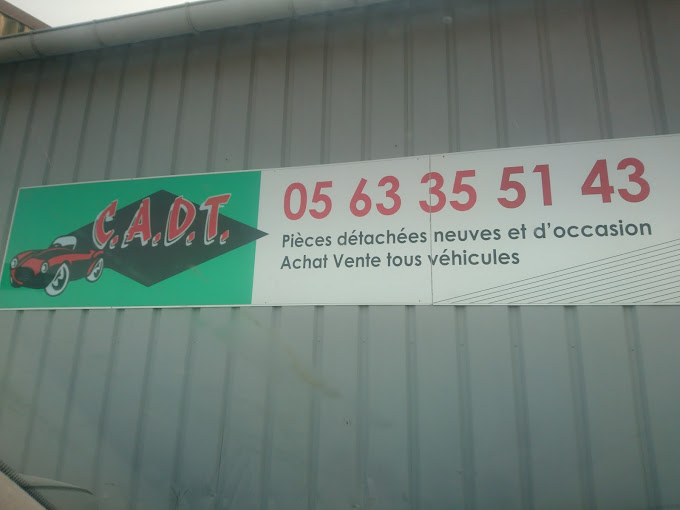 C.A.D.T.
05 63 35 51 43
Pièces détachées neuves et d'occasion
Achat Vente tous véhicules